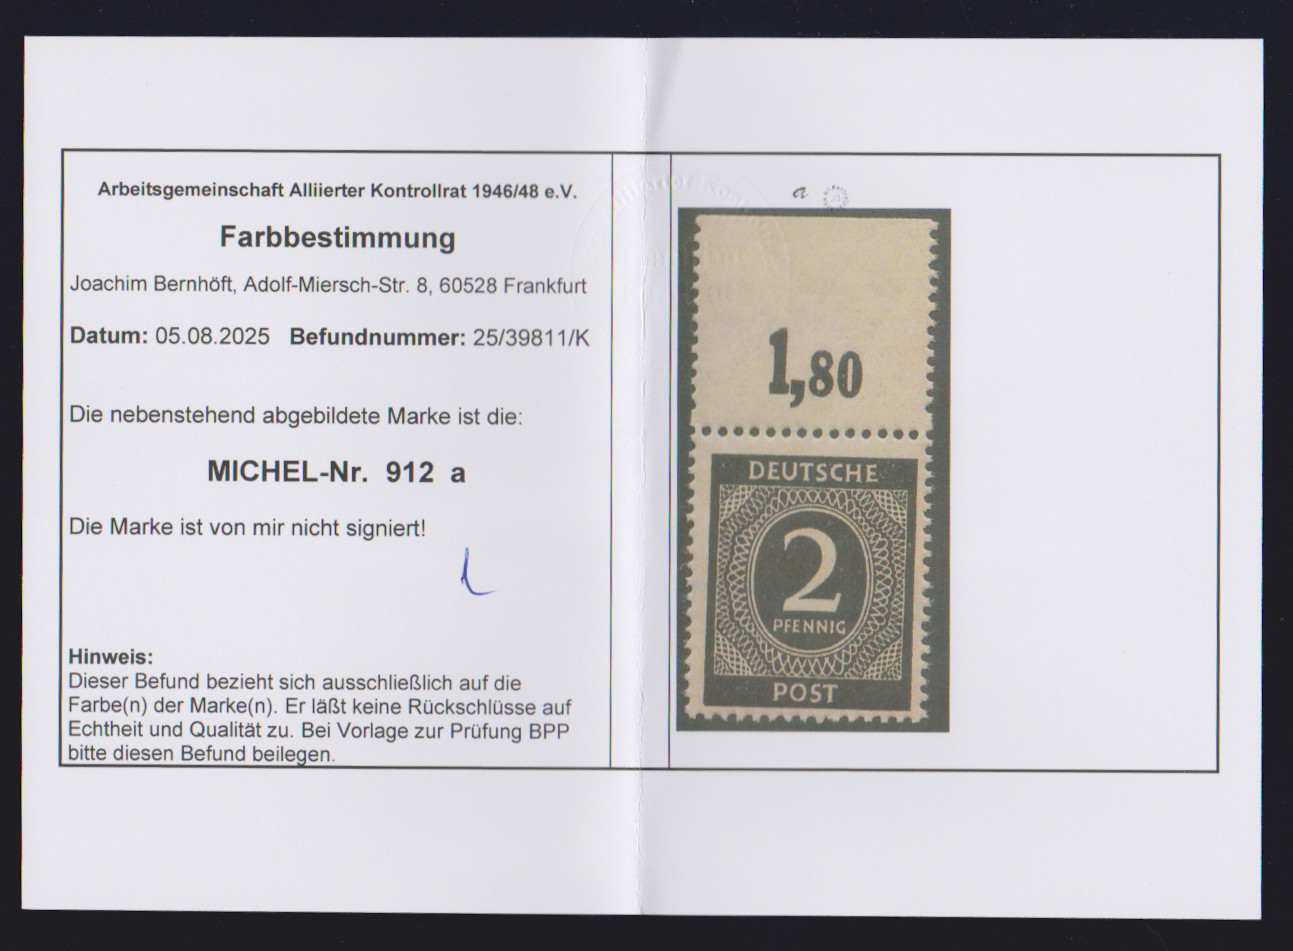 Arbeitsgemeinschaft Alliierter Kontrollrat 1946/48 e.V.
Farbbestimmung
Joachim Bernhöft, Adolf-Miersch-Str. 8, 60528 Frankfurt
Datum: 05.08.2025 Befundnummer: 25/39811/K
Die nebenstehend abgebildete Marke ist die:
MICHEL-Nr. 912 a
Die Marke ist von mir nicht signiert!
Hinweis:
Dieser Befund bezieht sich ausschließlich auf die
Farbe(n) der Marke(n). Er läßt keine Rückschlüsse auf
Echtheit und Qualität zu. Bei Vorlage zur Prüfung BPP
bitte diesen Befund beilegen.
a
1,80
DEUTSCHE
2
PFENNIG
POST